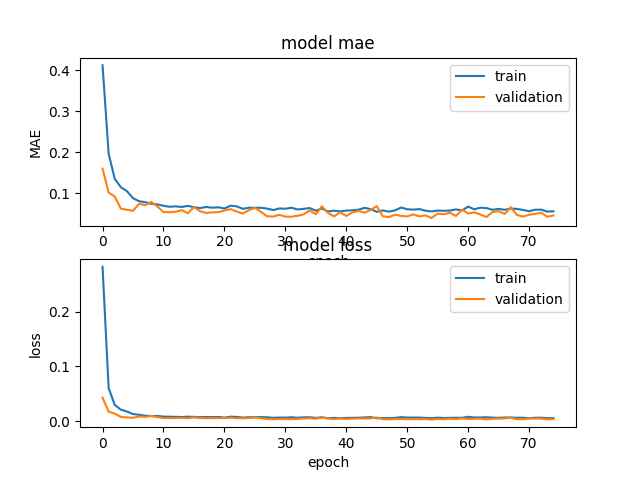 model mae
0.4
0.3
0.2
0.1
MAE
train
validation
0 10 20 30 40 50 60 70
epoch
model loss
0.2
0.1
0.0
loss
train
validation
0 10 20 30 40 50 60 70
epoch